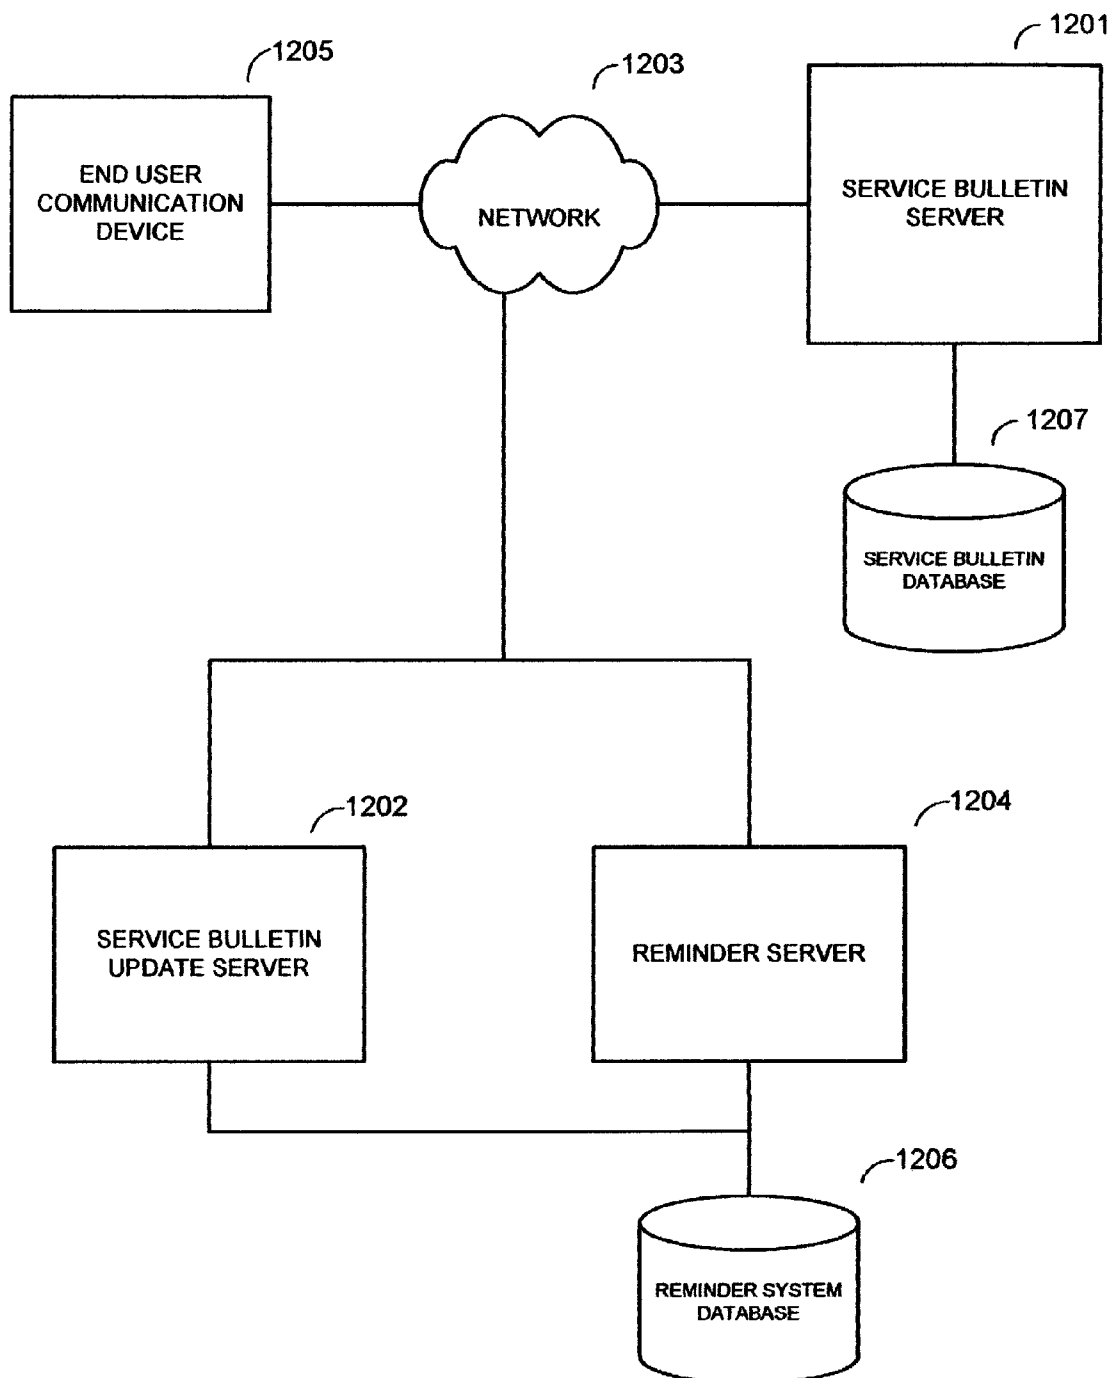 1205
1203
1201
END USER
COMMUNICATION
DEVICE
NETWORK
SERVICE BULLETIN
SERVER
1207
SERVICE BULLETIN
DATABASE
1202
1204
SERVICE BULLETIN
UPDATE SERVER
REMINDER SERVER
1206
REMINDER SYSTEM
DATABASE